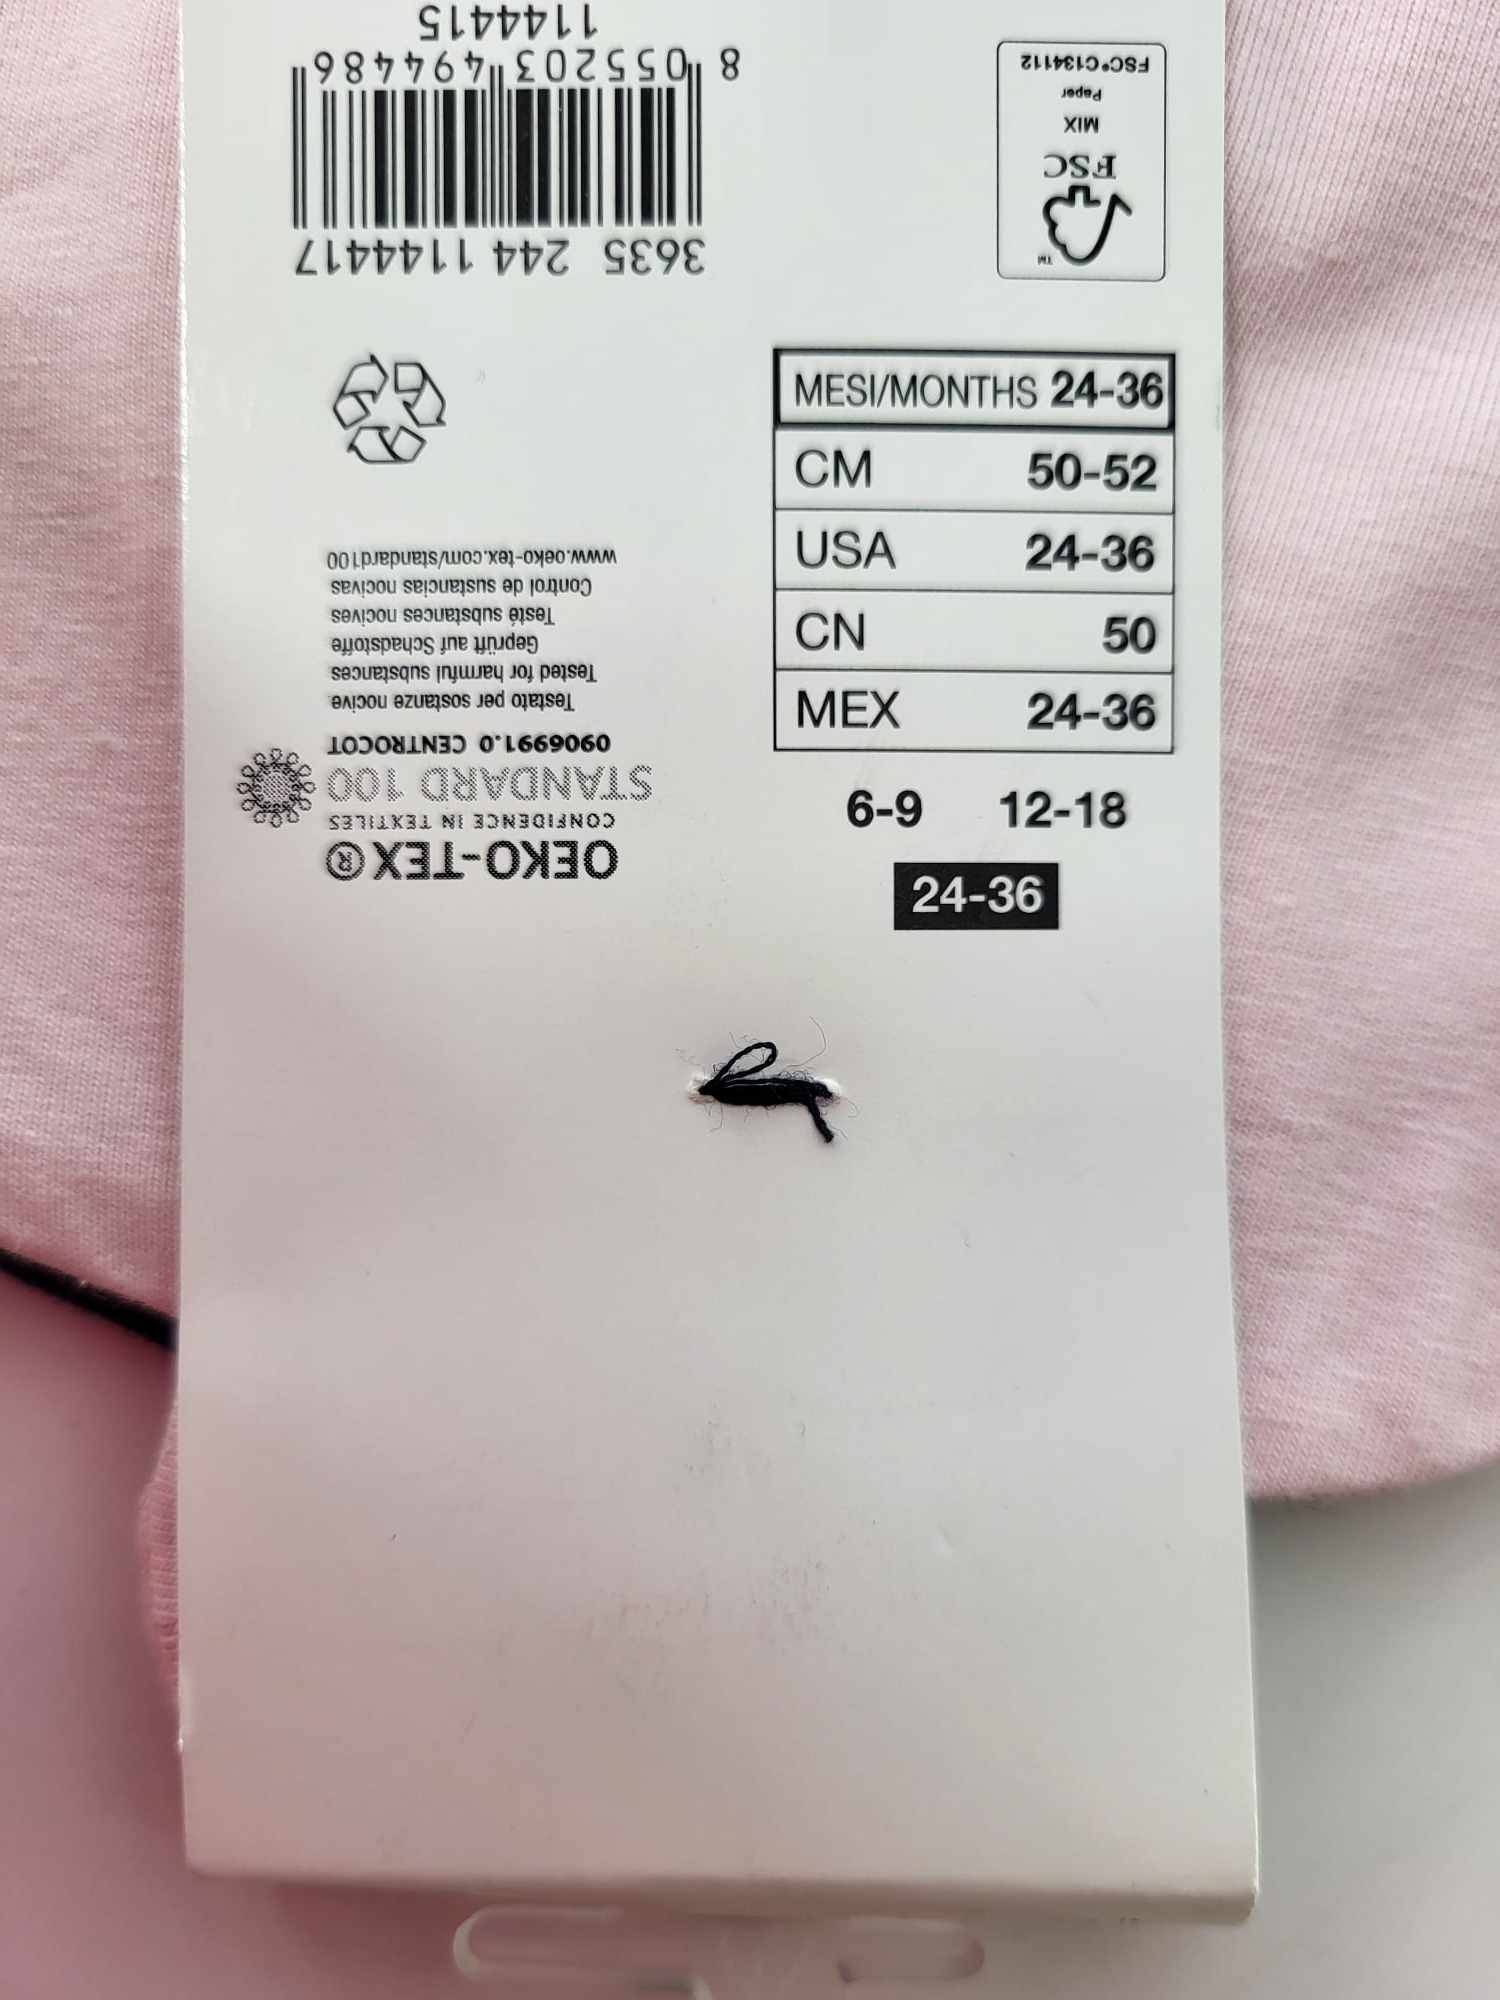 MESI/MONTHS 24-36
CM 50-52
USA 24-36
CN 50
MEX 24-36
6-9 12-18
24-36
OEKO-TEX®
CONFIDENCE IN TEXTILES
STANDARD 100
0906991.0 CENTROCOT
Testato per sostanze nocive
Tested for harmful substances
Geprüft auf Schadstoffe
Testé substances nocives
Control de sustancias nocivas
www.oeko-tex.com/standard100
3635 244 1144417
8 055203 494486
1144415
TM
FSC
MIX
Paper
FSC® C134112